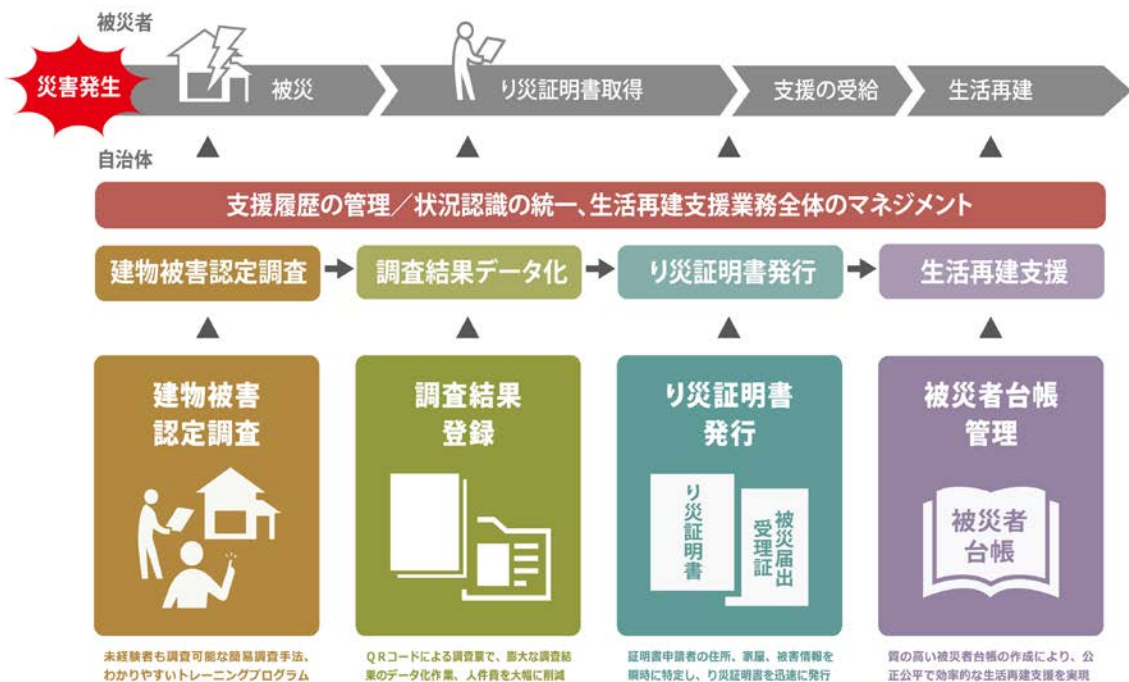 被災者
災害発生
被災
り災証明書取得
支援の受給
生活再建
自治体
支援履歴の管理／状況認識の統一、生活再建支援業務全体のマネジメント
建物被害認定調査
調査結果データ化
り災証明書発行
生活再建支援
建物被害
認定調査
調査結果
登録
り災証明書
発行
被災者台帳
管理
り災証明書
被災届出
受理証
被災者
台帳
未経験者も調査可能な簡易調査手法、
わかりやすいトレーニングプログラム
QRコードによる調査票で、膨大な調査結
果のデータ化作業、人件費を大幅に削減
証明書申請者の住所、家屋、被害情報を
瞬時に特定し、り災証明書を迅速に発行
質の高い被災者台帳の作成により、公
正公平で効率的な生活再建支援を実現